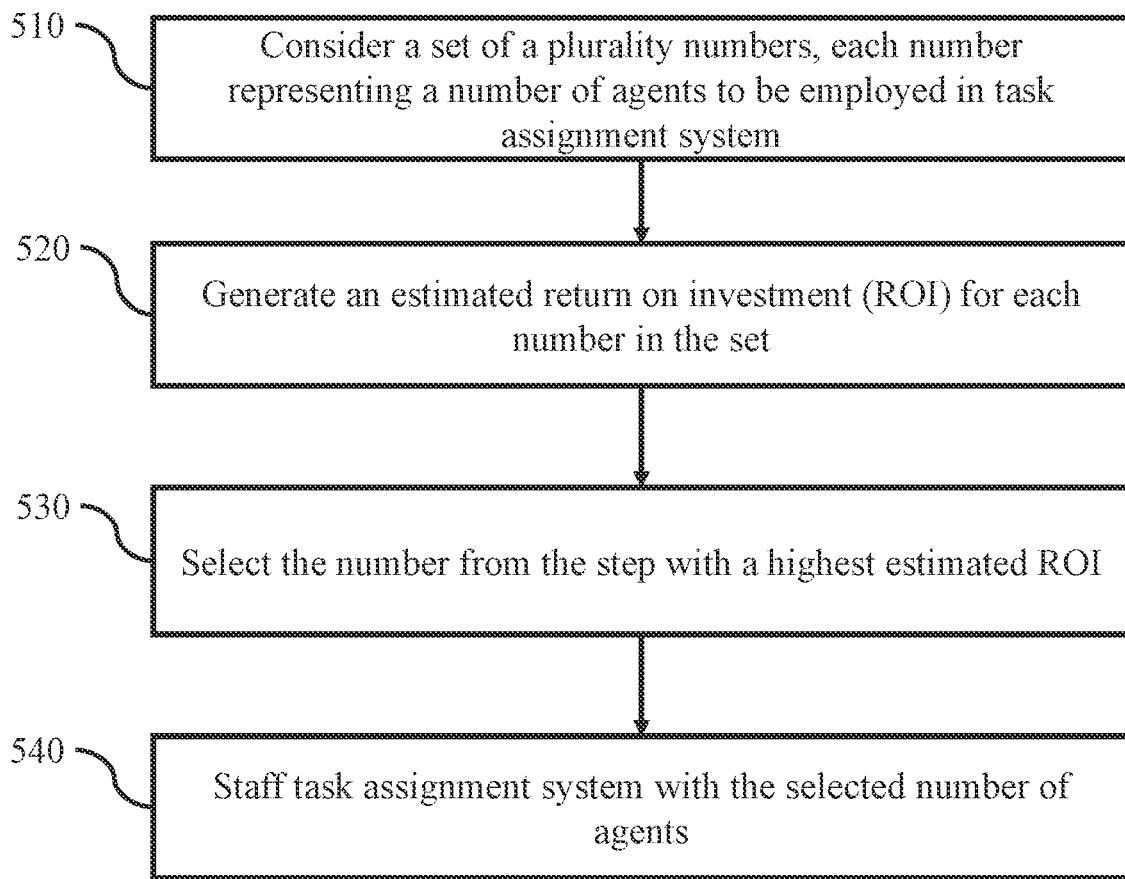 510
Consider a set of a plurality numbers, each number
representing a number of agents to be employed in task
assignment system
520
Generate an estimated return on investment (ROI) for each
number in the set
530
Select the number from the step with a highest estimated ROI
540
Staff task assignment system with the selected number of
agents